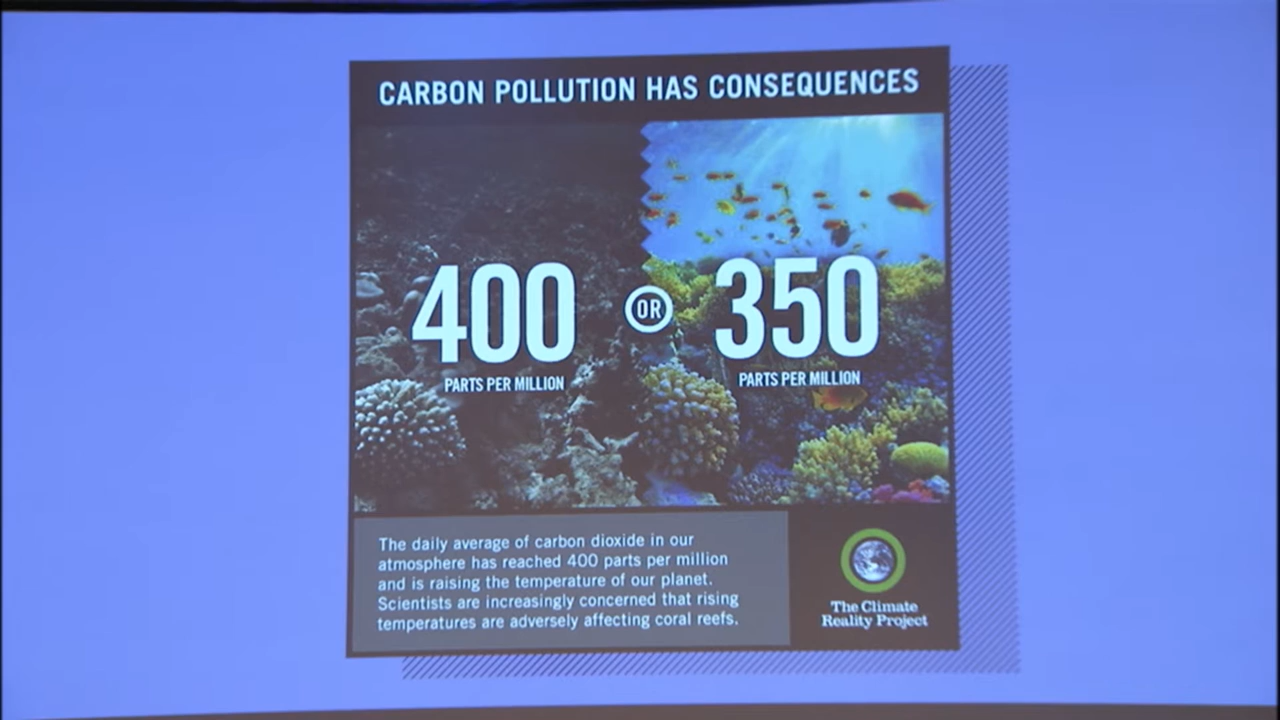 CARBON POLLUTION HAS CONSEQUENCES
400 OR 350
PARTS PER MILLION PARTS PER MILLION
The daily average of carbon dioxide in our
atmosphere has reached 400 parts per million
and is raising the temperature of our planet.
Scientists are increasingly concerned that rising
temperatures are adversely affecting coral reefs.
The Climate
Reality Project